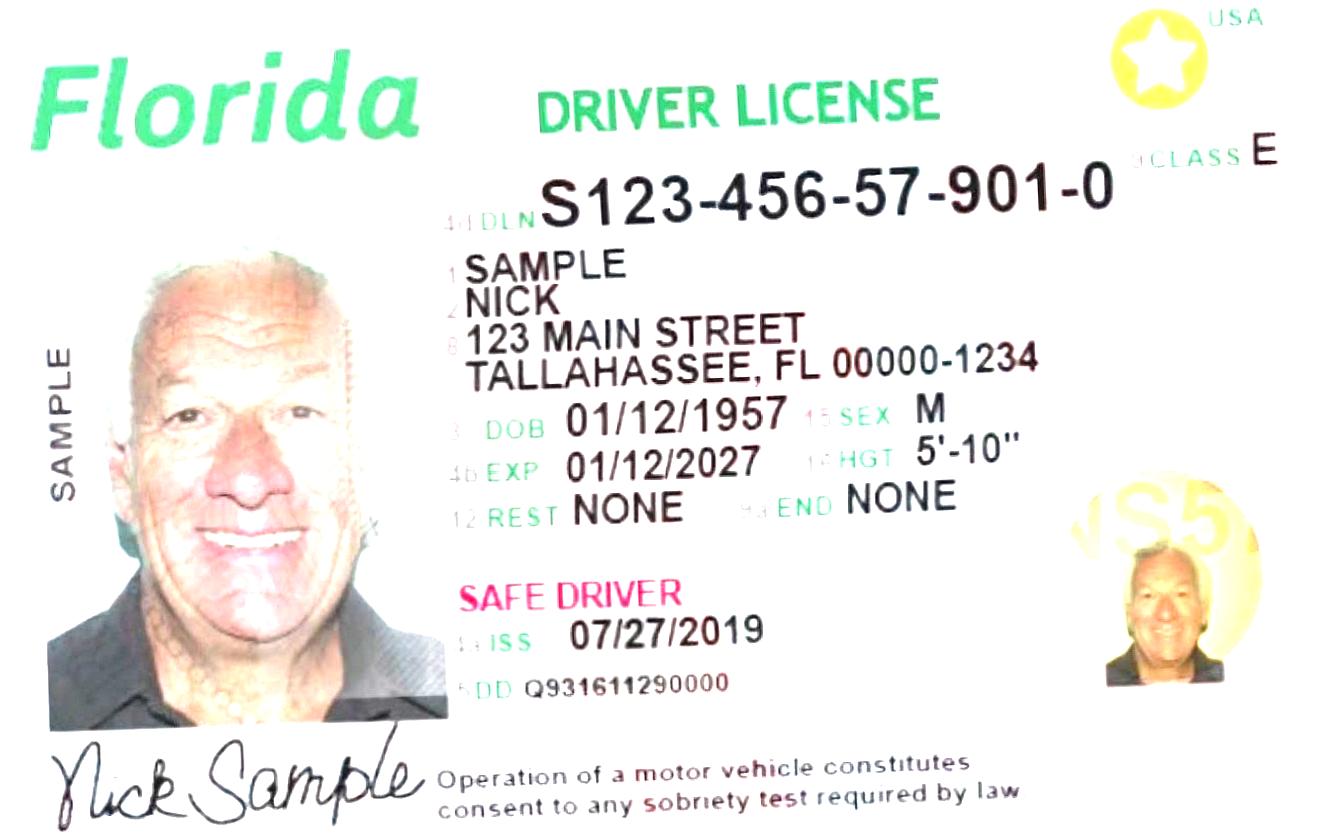 USA
Florida DRIVER LICENSE
9 CLASS E
4d DLN S123-456-57-901-0
1 SAMPLE
2 NICK
8 123 MAIN STREET
TALLAHASSEE, FL 00000-1234
3 DOB 01/12/1957 15 SEX M
4b EXP 01/12/2027 16 HGT 5'-10"
12 REST NONE 9a END NONE
SAMPLE
SAFE DRIVER
4a ISS 07/27/2019
5 DD Q931611290000
Nick Sample
Operation of a motor vehicle constitutes
consent to any sobriety test required by law